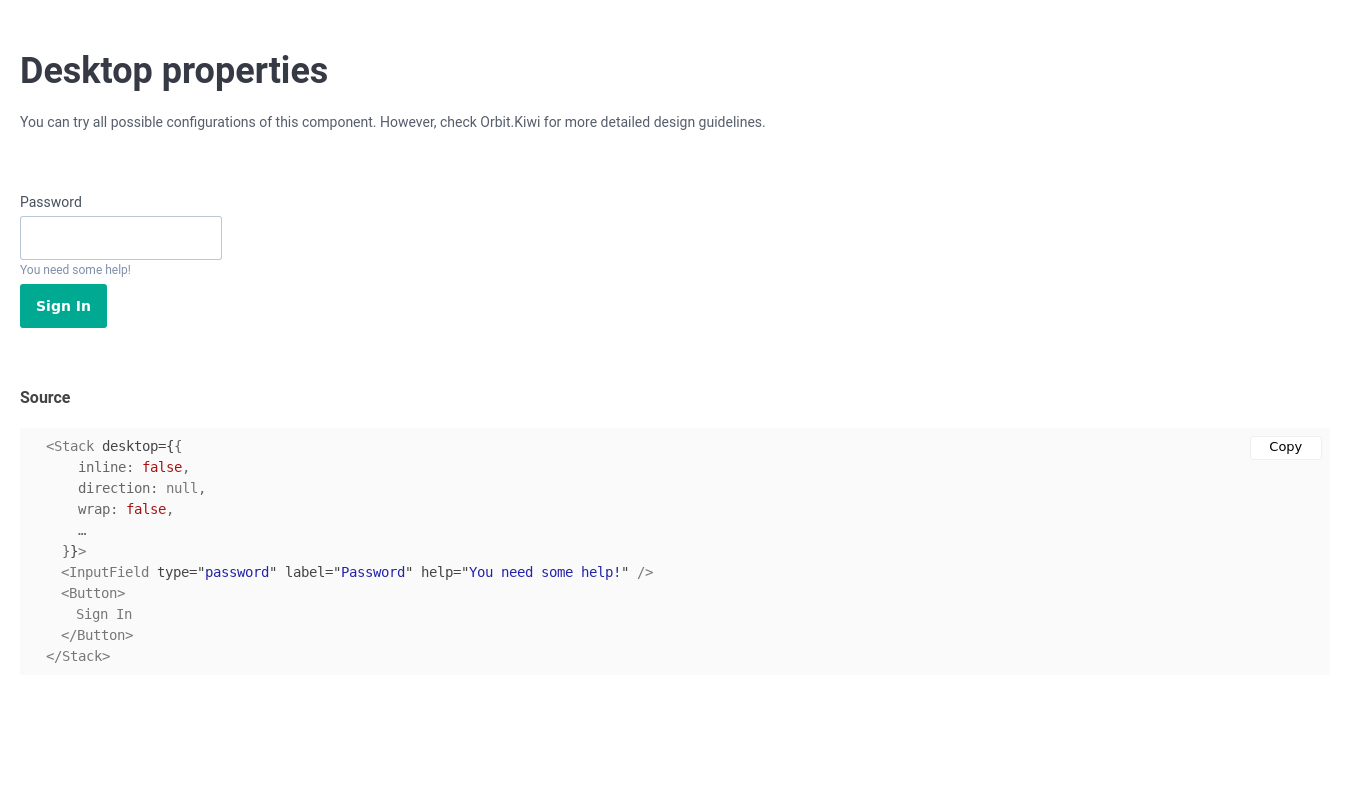 Desktop properties
You can try all possible configurations of this component. However, check Orbit.Kiwi for more detailed design guidelines.
Password
You need some help!
Sign In
Source
Copy
<Stack desktop={{
    inline: false,
    direction: null,
    wrap: false,
    …
  }}>
  <InputField type="password" label="Password" help="You need some help!" />
  <Button>
    Sign In
  </Button>
</Stack>